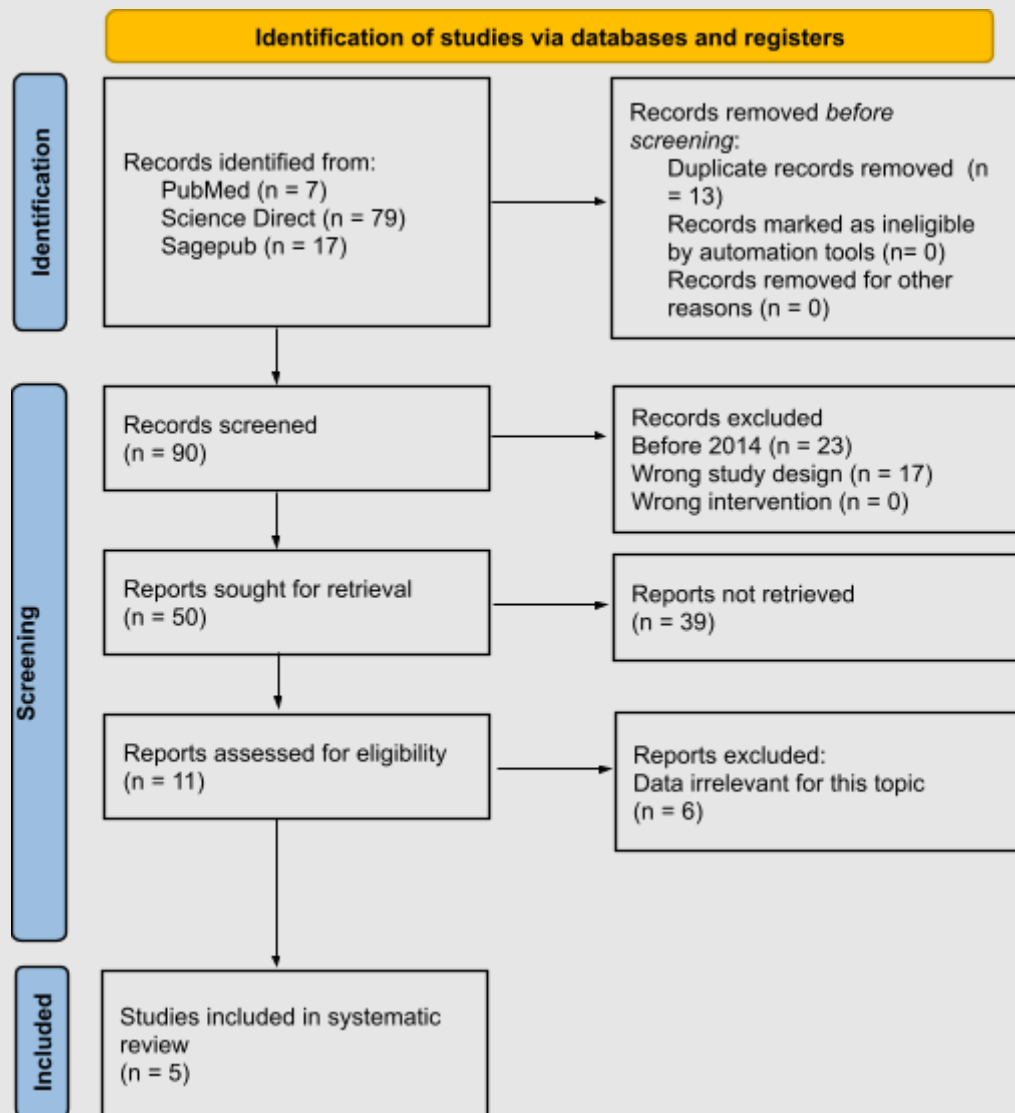 Identification of studies via databases and registers
Identification
Records identified from:
PubMed (n = 7)
Science Direct (n = 79)
Sagepub (n = 17)
Records removed before
screening:
Duplicate records removed (n
= 13)
Records marked as ineligible
by automation tools (n= 0)
Records removed for other
reasons (n = 0)
Screening
Records screened
(n = 90)
Records excluded
Before 2014 (n = 23)
Wrong study design (n = 17)
Wrong intervention (n = 0)
Reports sought for retrieval
(n = 50)
Reports not retrieved
(n = 39)
Reports assessed for eligibility
(n = 11)
Reports excluded:
Data irrelevant for this topic
(n = 6)
Included
Studies included in systematic
review
(n = 5)